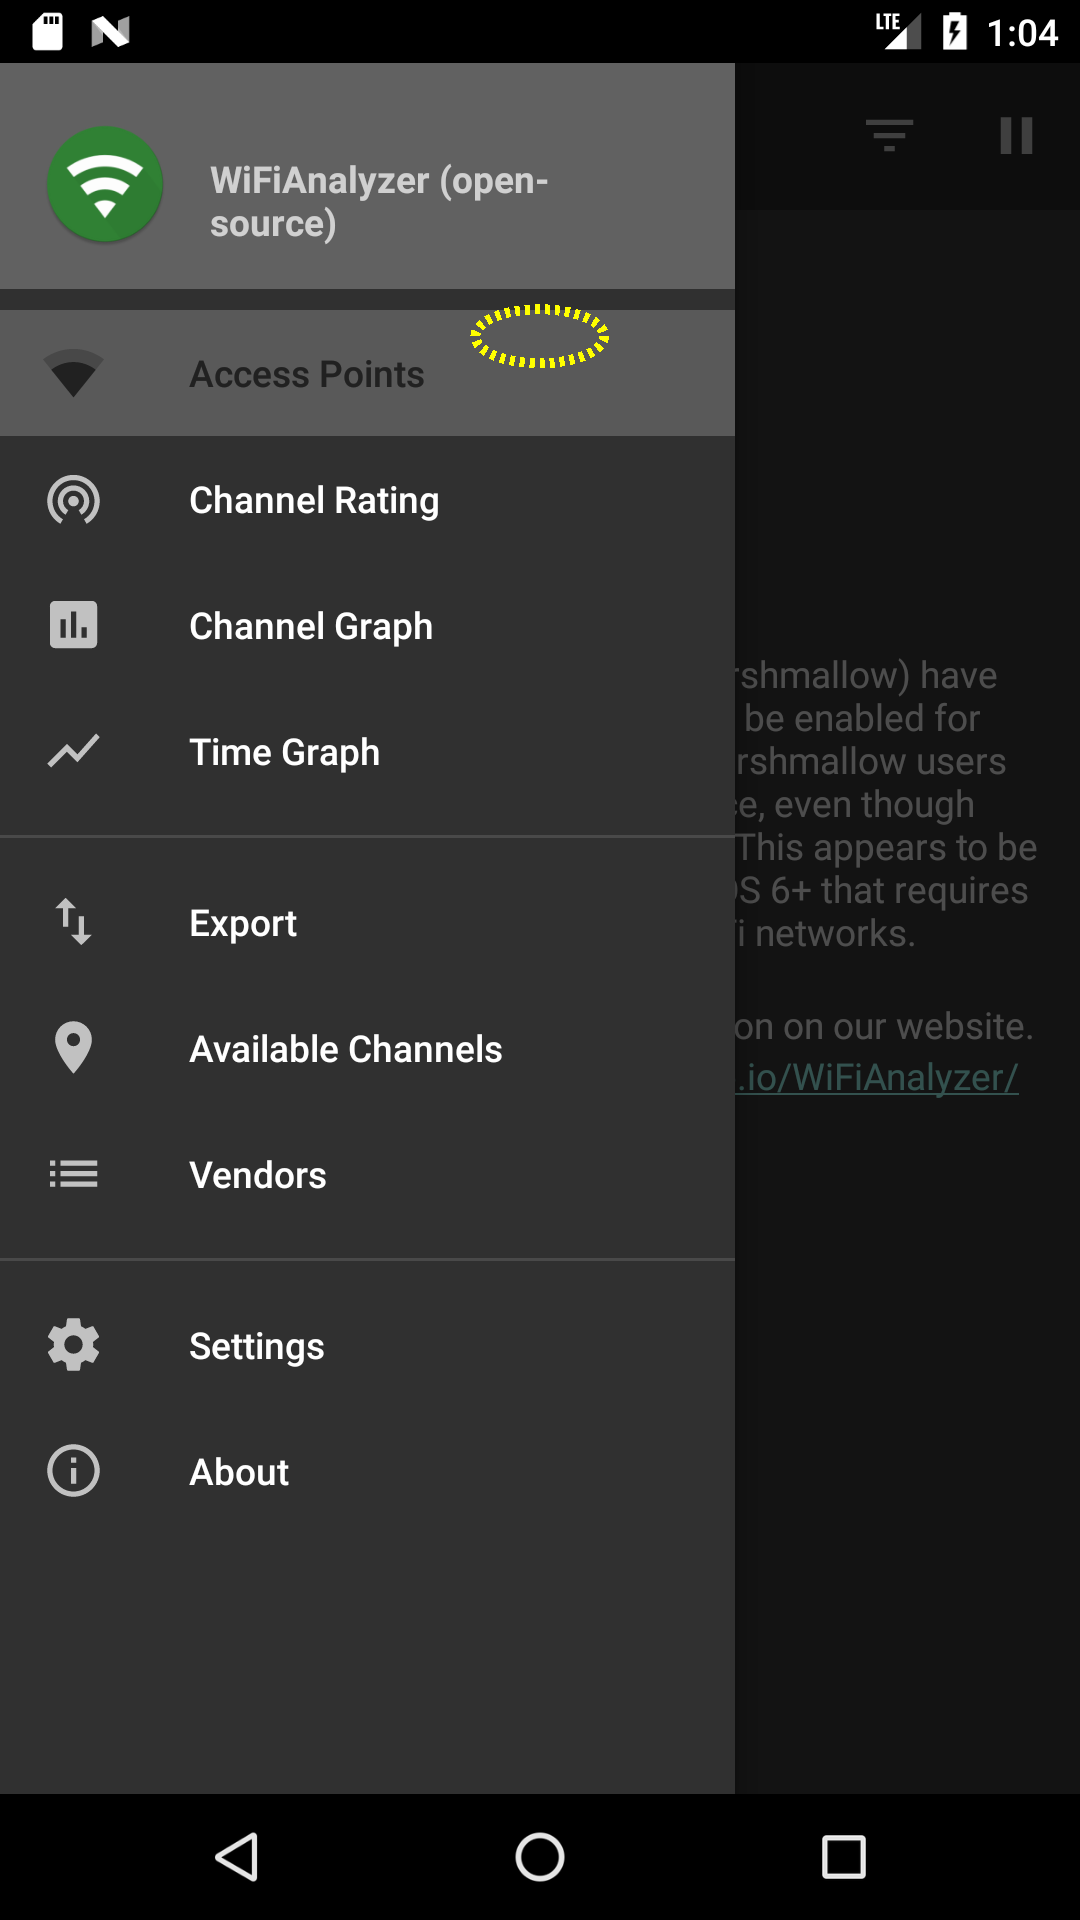 LTE 1:04
WiFiAnalyzer (open-
source)
Access Points
Channel Rating
Channel Graph
Time Graph
Export
Available Channels
Vendors
Settings
About
rshmallow) have
be enabled for
rshmallow users
ce, even though
This appears to be
OS 6+ that requires
i networks.
on on our website.
.io/WiFiAnalyzer/